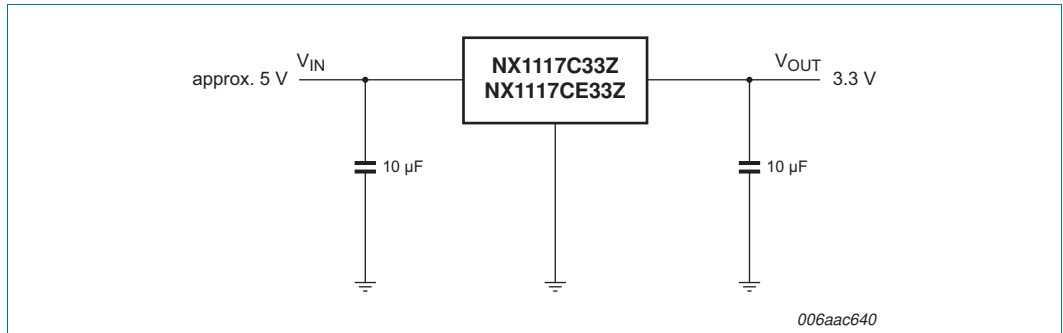 V_IN
approx. 5 V
NX1117C33Z
NX1117CE33Z
V_OUT
3.3 V
10 μF
10 μF
006aac640